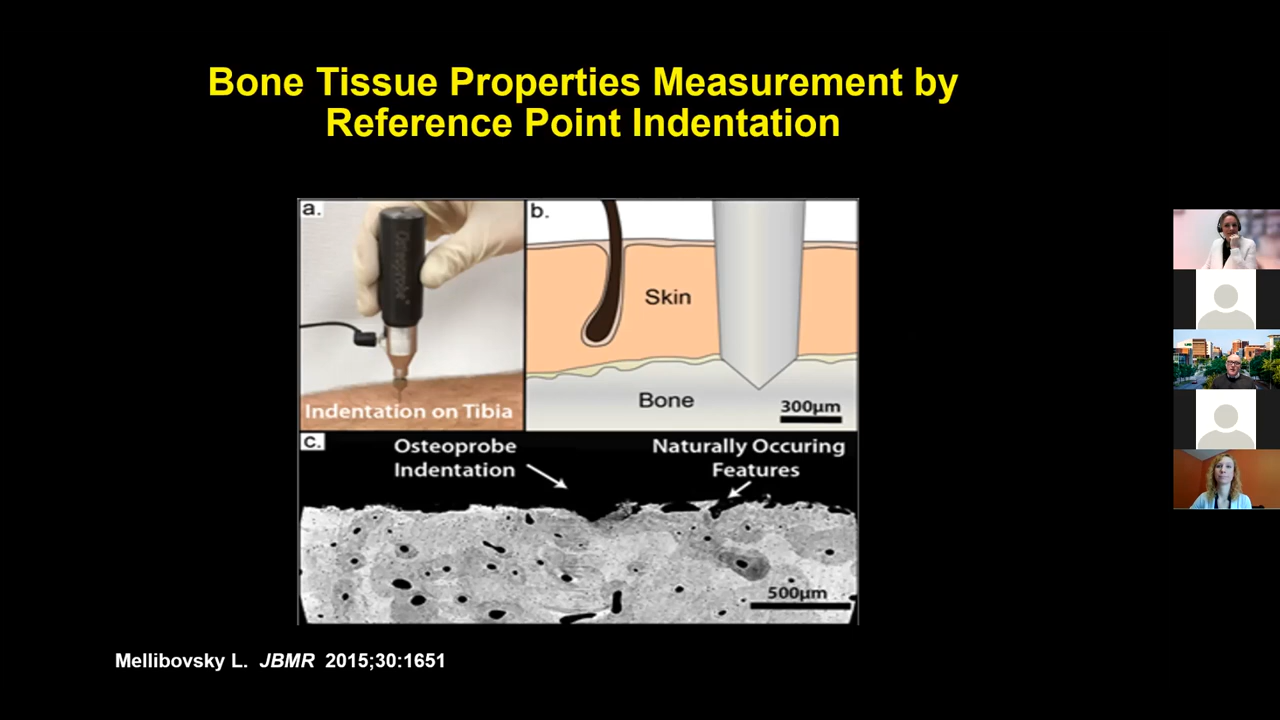 Bone Tissue Properties Measurement by
Reference Point Indentation
a.
b.
Osteoprobe
Skin
Indentation on Tibia
Bone
300µm
c.
Osteoprobe
Indentation
Naturally Occuring
Features
500µm
Mellibovsky L. JBMR 2015;30:1651